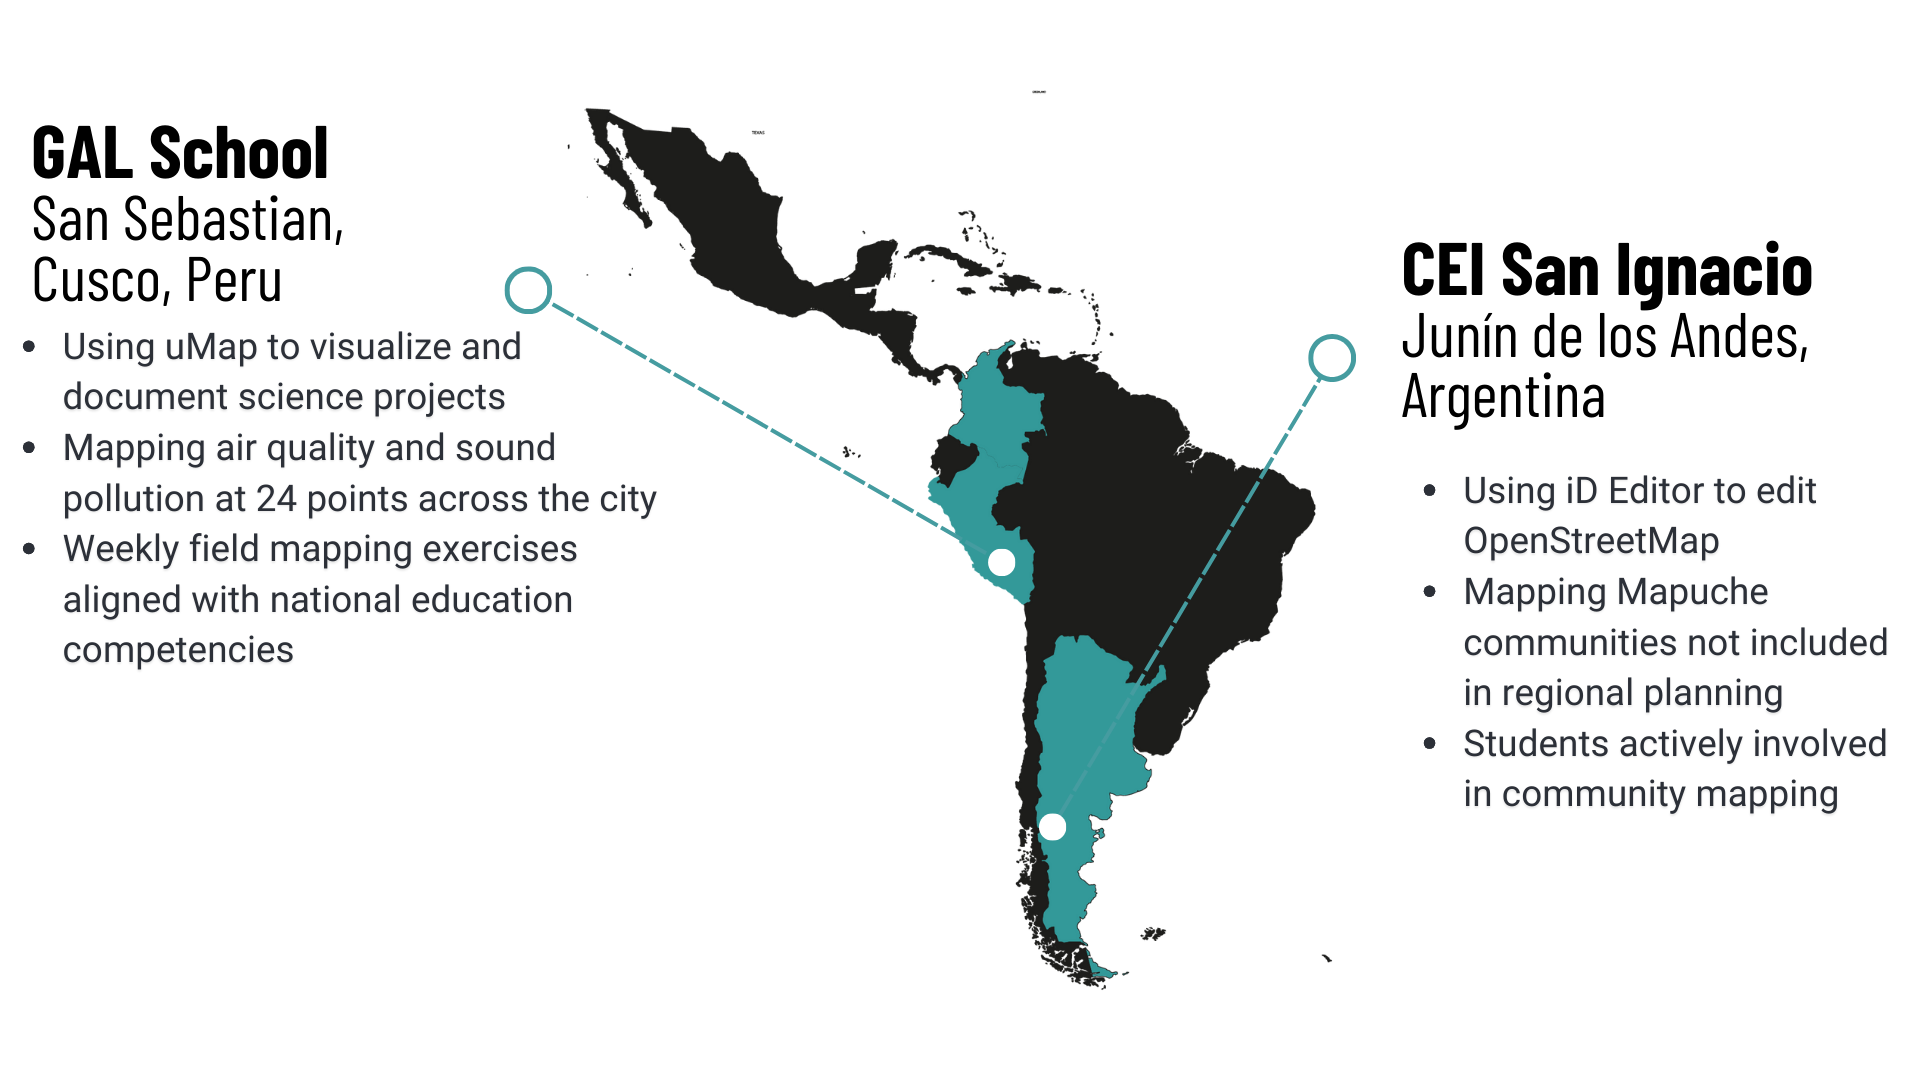 GAL School
San Sebastian,
Cusco, Peru
• Using uMap to visualize and
document science projects
• Mapping air quality and sound
pollution at 24 points across the city
• Weekly field mapping exercises
aligned with national education
competencies
TEXAS
CEI San Ignacio
Junín de los Andes,
Argentina
• Using iD Editor to edit
OpenStreetMap
• Mapping Mapuche
communities not included
in regional planning
• Students actively involved
in community mapping